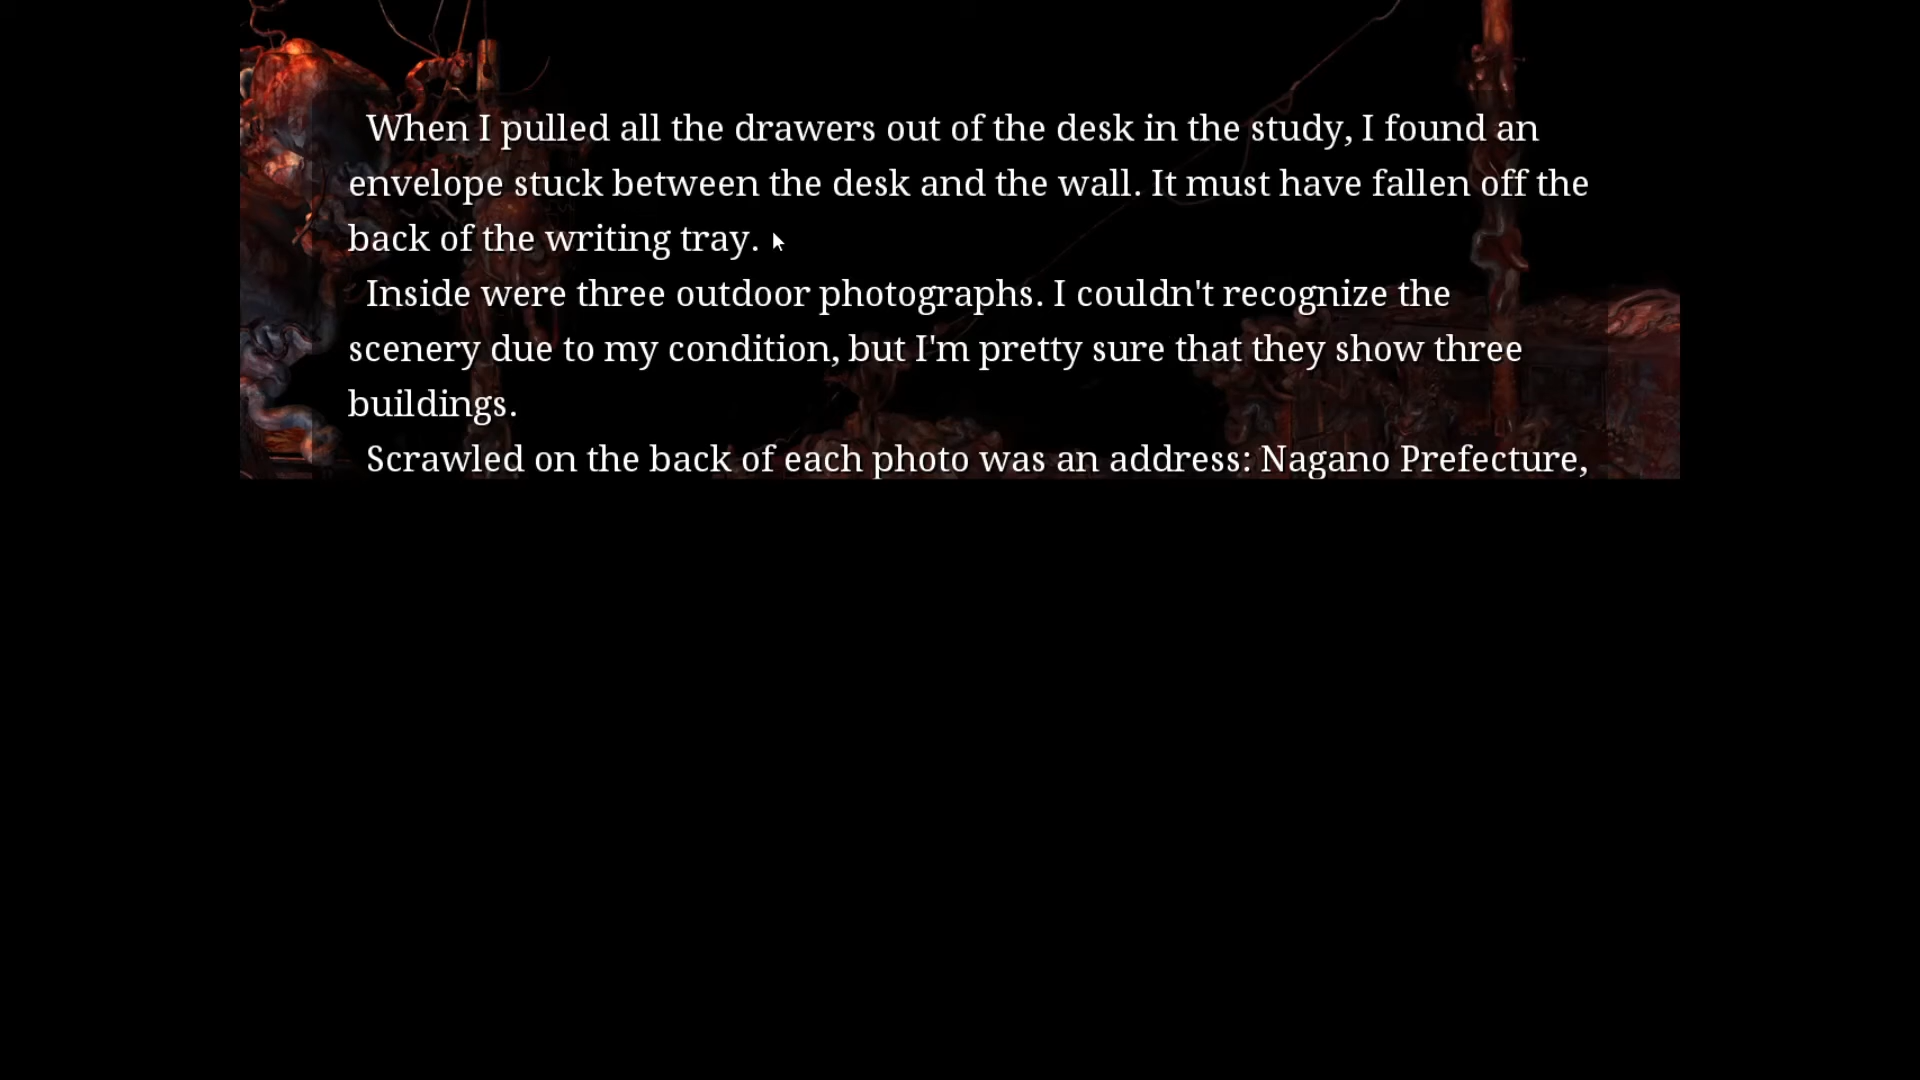 When I pulled all the drawers out of the desk in the study, I found an
envelope stuck between the desk and the wall. It must have fallen off the
back of the writing tray.
Inside were three outdoor photographs. I couldn't recognize the
scenery due to my condition, but I'm pretty sure that they show three
buildings.
Scrawled on the back of each photo was an address: Nagano Prefecture,